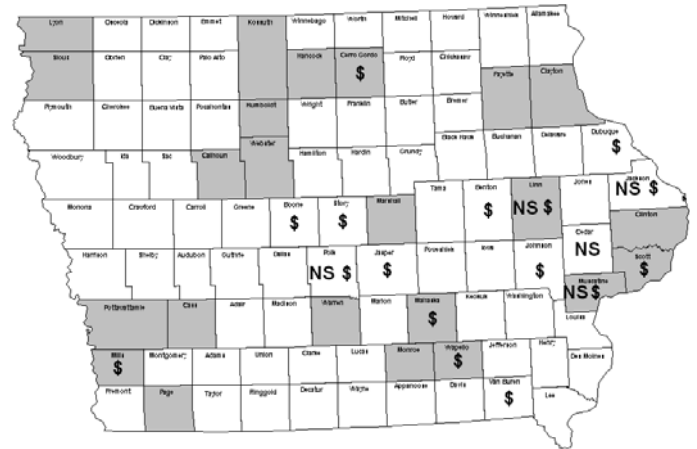 Lyon Osceola Dickinson Emmet Kossuth Winnebago Worth Mitchell Howard Winneshiek Allamakee
Sioux Obrien Clay Palo Alto Hancock Cerro Gordo Floyd Chickasaw Fayette Clayton
$
Plymouth Cherokee Buena Vista Pocahontas Humboldt Wright Franklin Butler Bremer
Woodbury Ida Sac Calhoun Webster Hamilton Hardin Grundy Black Hawk Buchanan Delaware Dubuque
$
Monona Crawford Carroll Greene Boone Story Marshall Tama Benton Linn Jones Jackson
$ $ $ NS $ NS $
Harrison Shelby Audubon Guthrie Dallas Polk Jasper Poweshiek Iowa Johnson Cedar Clinton
NS $ $ $ NS
Scott
$
Pottawattamie Cass Adair Madison Warren Marion Mahaska Keokuk Washington Muscatine
$ NS $
Louisa
Mills Montgomery Adams Union Clarke Lucas Monroe Wapello Jefferson Henry Des Moines
$ $
Fremont Page Taylor Ringgold Decatur Wayne Appanoose Davis Van Buren Lee
$